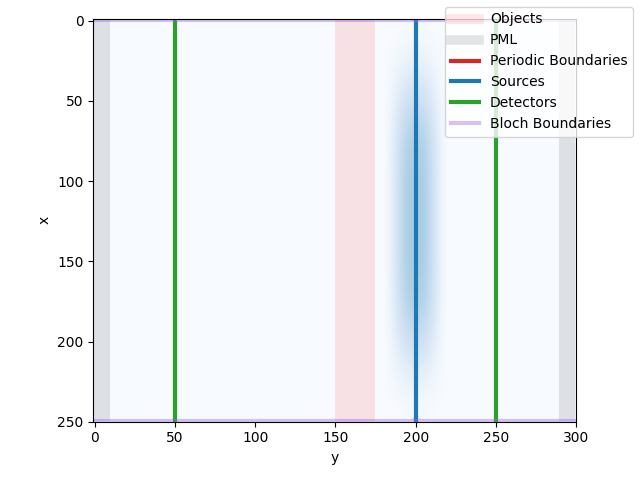 Objects
PML
Periodic Boundaries
Sources
Detectors
Bloch Boundaries
0
50
100
150
200
250
x
0 50 100 150 200 250 300
y